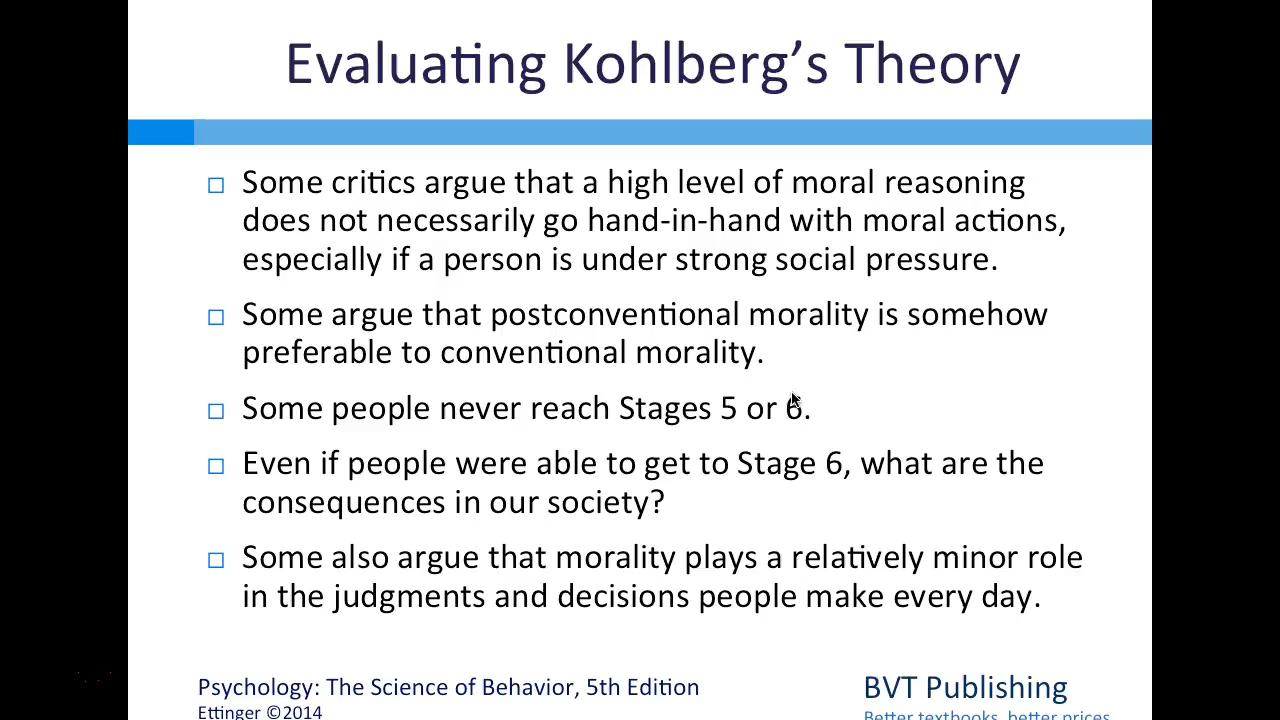 Evaluating Kohlberg's Theory
Some critics argue that a high level of moral reasoning
does not necessarily go hand-in-hand with moral actions,
especially if a person is under strong social pressure.
Some argue that postconventional morality is somehow
preferable to conventional morality.
Some people never reach Stages 5 or 6.
Even if people were able to get to Stage 6, what are the
consequences in our society?
Some also argue that morality plays a relatively minor role
in the judgments and decisions people make every day.
Psychology: The Science of Behavior, 5th Edition
Ettinger ©2014
BVT Publishing
Better textbooks, better prices